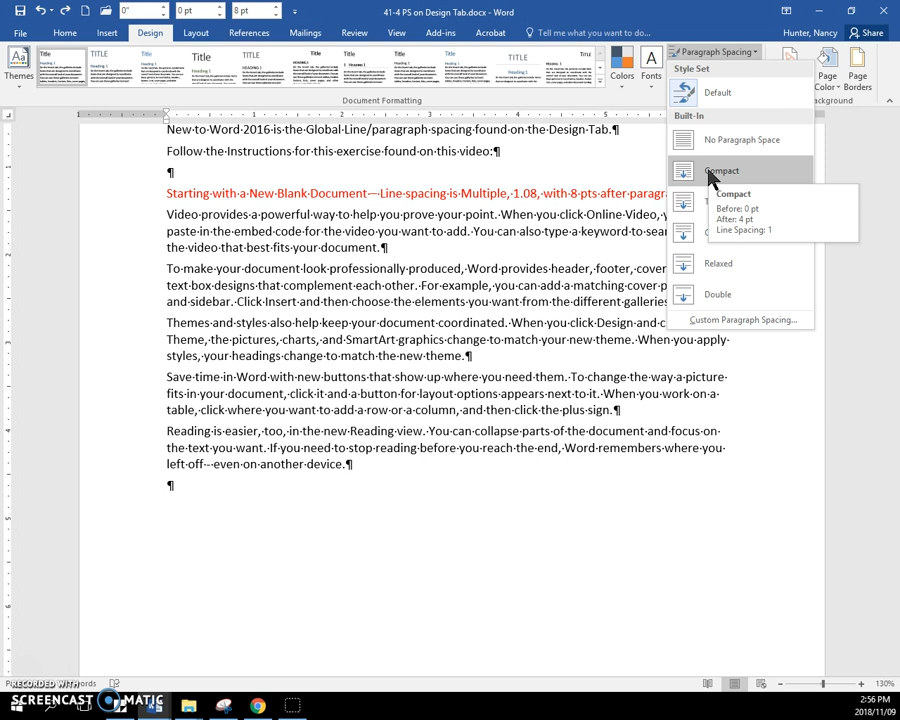 0" 0 pt 8 pt 41-4 PS on Design Tab.docx - Word
File Home Insert Design Layout References Mailings Review View Add-ins Acrobat Tell me what you want to do... Hunter, Nancy Share
Themes Colors Fonts Paragraph Spacing Page Color Page Borders
Document Formatting
Style Set
Default
Built-In
No Paragraph Space
Compact
Compact
Before: 0 pt
After: 4 pt
Line Spacing: 1
Relaxed
Double
Custom Paragraph Spacing...
New·to·Word·2016·is·the·Global·Line/paragraph·spacing·found·on·the·Design·Tab.¶
Follow·the·Instructions·for·this·exercise·found·on·this·video:¶
¶
Starting·with·a·New·Blank·Document·–·Line·spacing·is·Multiple,·1.08,·with·8·pts·after·paragr
Video·provides·a·powerful·way·to·help·you·prove·your·point.·When·you·click·Online·Video,·y
paste·in·the·embed·code·for·the·video·you·want·to·add.·You·can·also·type·a·keyword·to·sear
the·video·that·best·fits·your·document.¶
To·make·your·document·look·professionally·produced,·Word·provides·header,·footer,·cover
text·box·designs·that·complement·each·other.·For·example,·you·can·add·a·matching·cover·p
and·sidebar.·Click·Insert·and·then·choose·the·elements·you·want·from·the·different·galleries
Themes·and·styles·also·help·keep·your·document·coordinated.·When·you·click·Design·and·c
Theme,·the·pictures,·charts,·and·SmartArt·graphics·change·to·match·your·new·theme.·When·you·apply·
styles,·your·headings·change·to·match·the·new·theme.¶
Save·time·in·Word·with·new·buttons·that·show·up·where·you·need·them.·To·change·the·way·a·picture·
fits·in·your·document,·click·it·and·a·button·for·layout·options·appears·next·to·it.·When·you·work·on·a·
table,·click·where·you·want·to·add·a·row·or·a·column,·and·then·click·the·plus·sign.¶
Reading·is·easier,·too,·in·the·new·Reading·view.·You·can·collapse·parts·of·the·document·and·focus·on·
the·text·you·want.·If·you·need·to·stop·reading·before·you·reach·the·end,·Word·remembers·where·you·
left·off·-·even·on·another·device.¶
¶
130%
RECORDED WITH
SCREENCAST MATIC
2:56 PM
2018/11/09